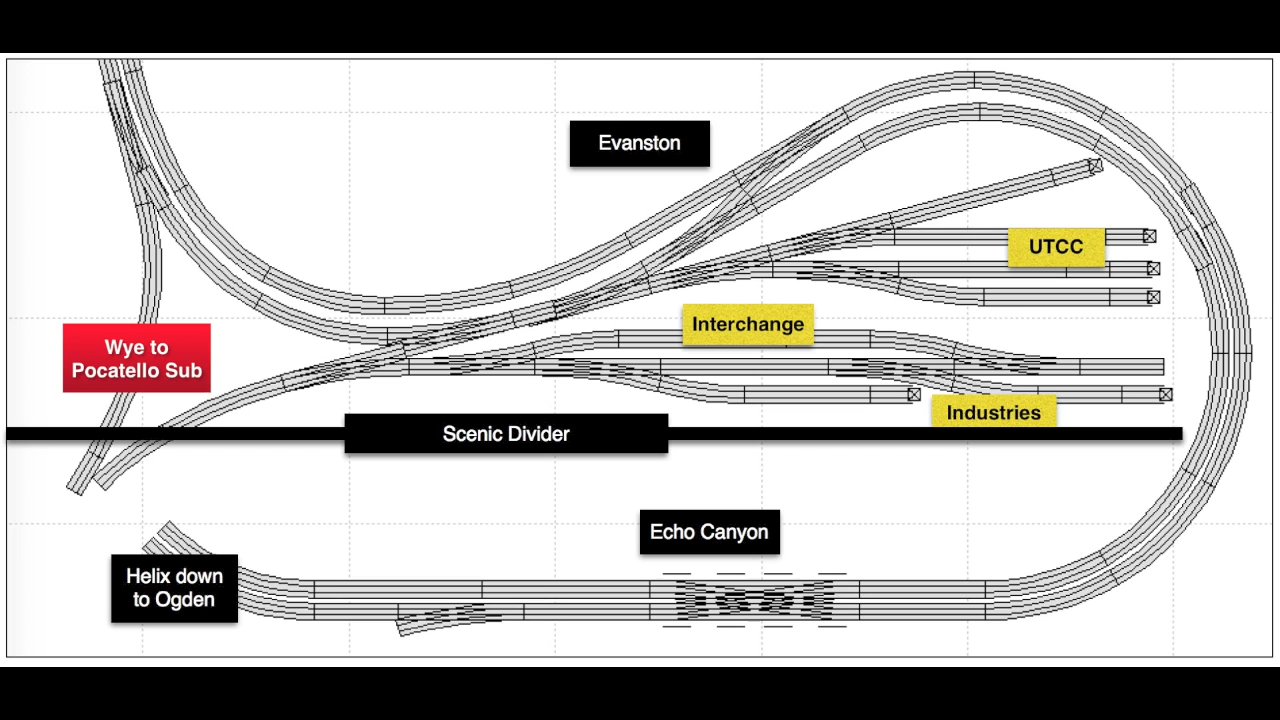 Evanston
UTCC
Interchange
Wye to
Pocatello Sub
Industries
Scenic Divider
Echo Canyon
Helix down
to Ogden